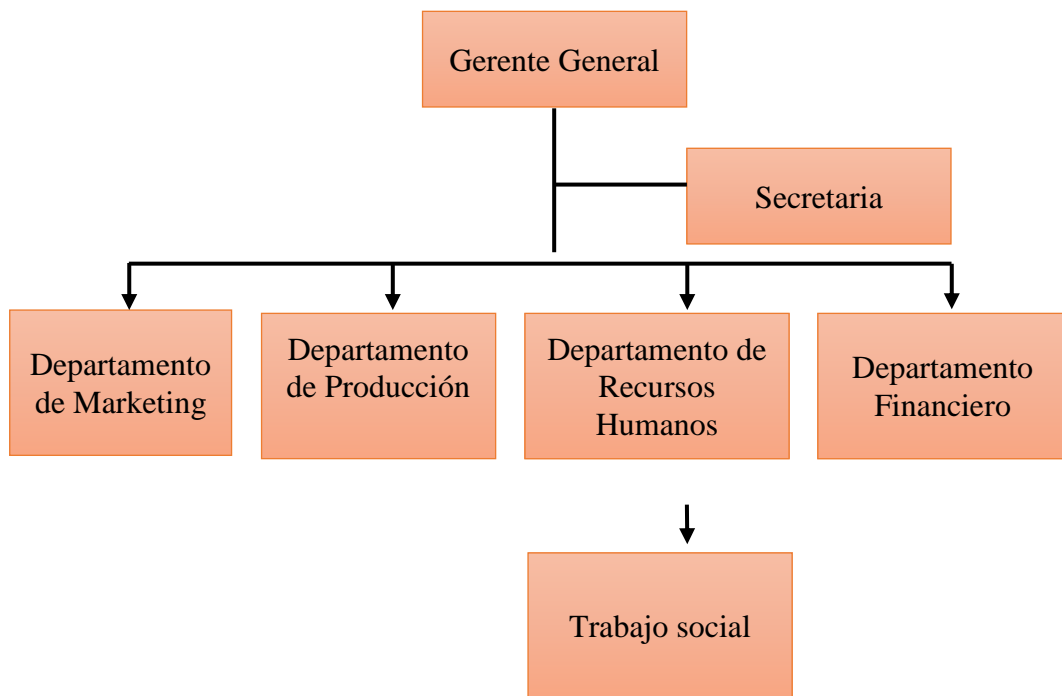 Gerente General
Secretaria
Departamento
de Marketing
Departamento
de Producción
Departamento de
Recursos
Humanos
Departamento
Financiero
Trabajo social